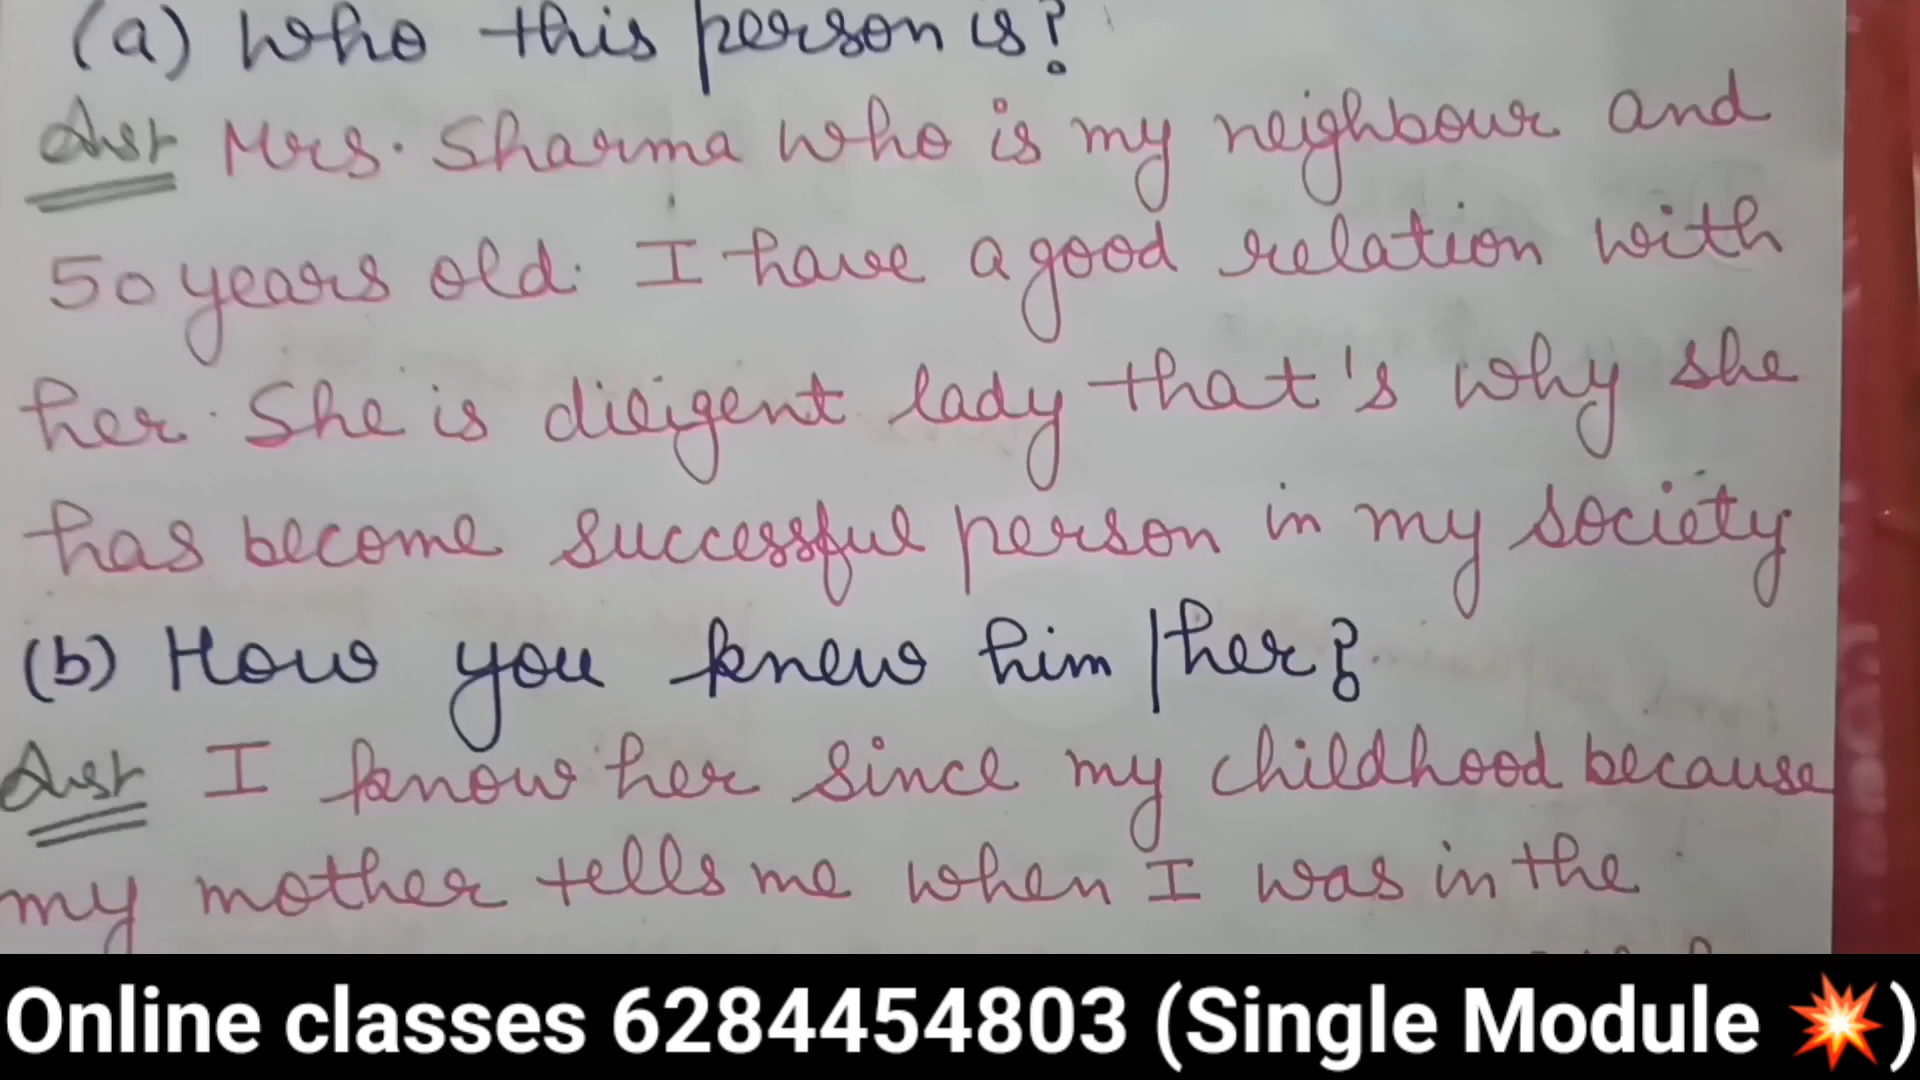 (a) Who this person is?
Ans Mrs. Sharma who is my neighbour and
50 years old. I have a good relation with
her. She is diligent lady that's why she
has become successful person in my society
(b) How you knew him / her?
Ans I know her since my childhood because
my mother tells me when I was in the
Online classes 6284454803 (Single Module 💥)